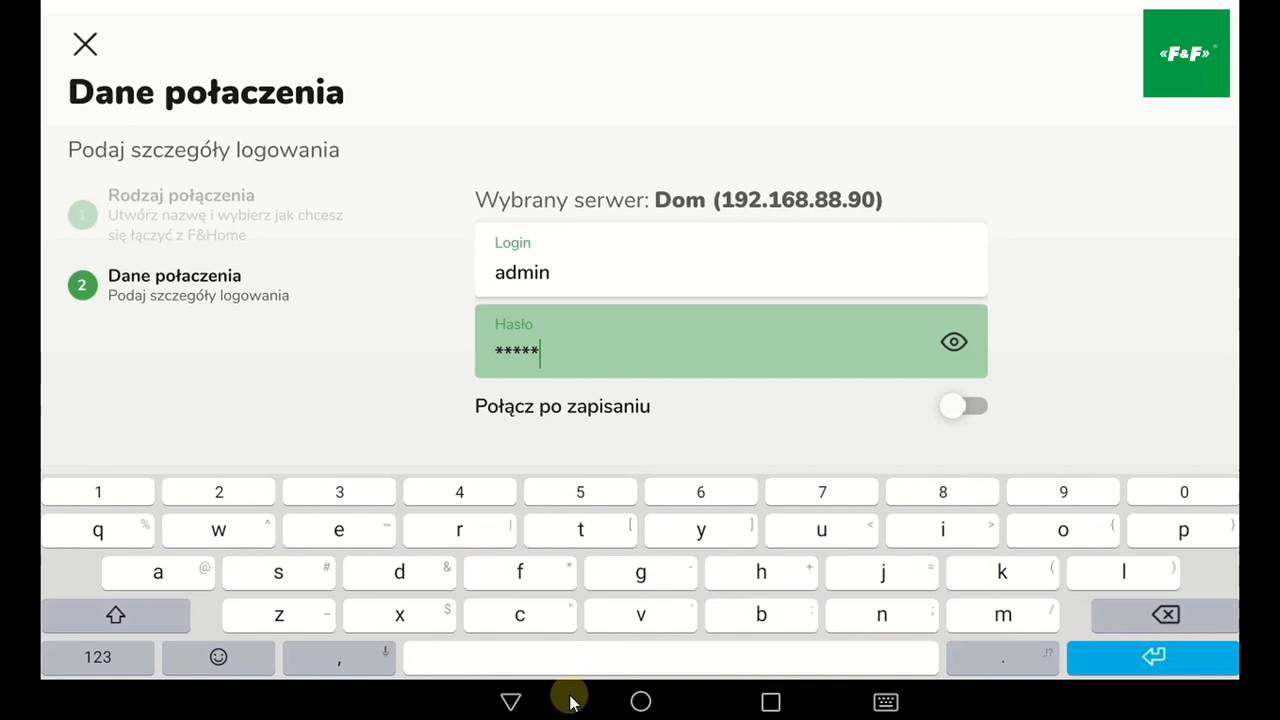 «F&F»
Dane połaczenia
Podaj szczegóły logowania
1
Rodzaj połączenia
Utwórz nazwę i wybierz jak chcesz
się łączyć z F&Home
2
Dane połaczenia
Podaj szczegóły logowania
Wybrany serwer: Dom (192.168.88.90)
Login
admin
Hasło
*****
Połącz po zapisaniu
1 2 3 4 5 6 7 8 9 0
q % w ^ e ~ r | t [ y ] u < i > o { p }
a @ s # d & f * g - h + j = k ( l )
z _ x $ c " v ' b : n ; m /
123 , . ,!?